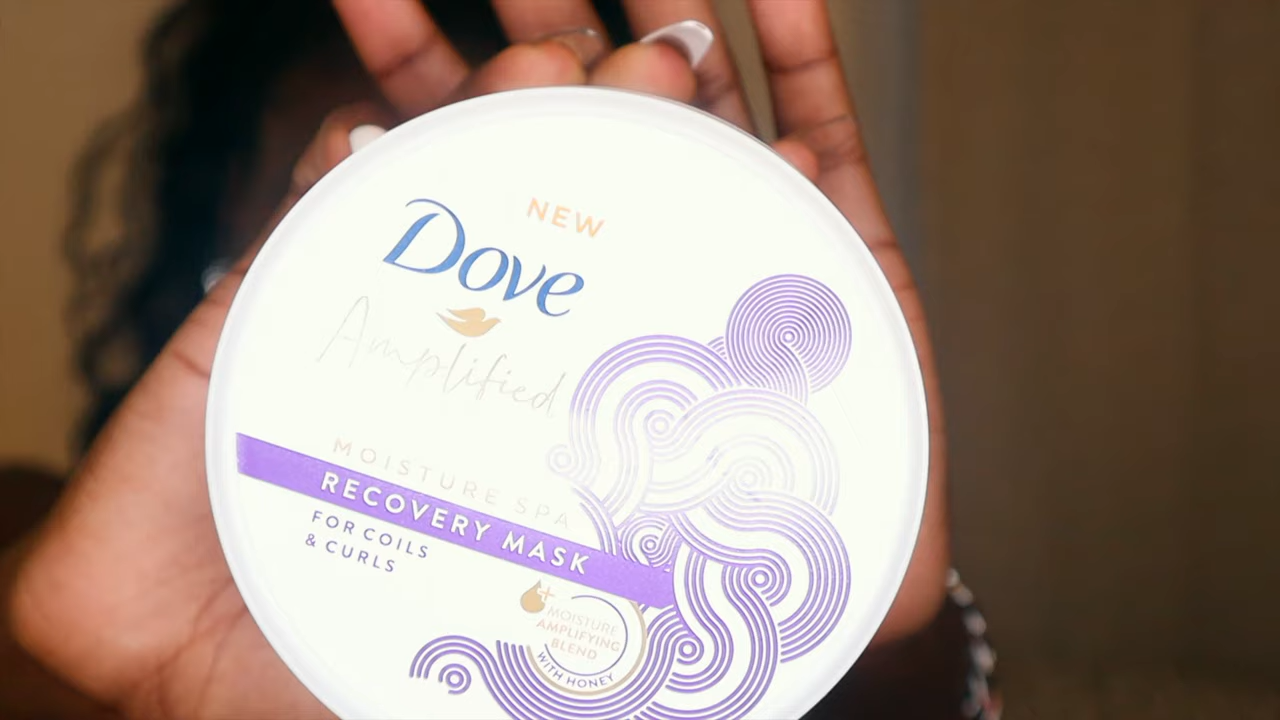 NEW
Dove
Amplified
MOISTURE SPA
RECOVERY MASK
FOR COILS
& CURLS
MOISTURE
AMPLIFYING
BLEND
WITH HONEY